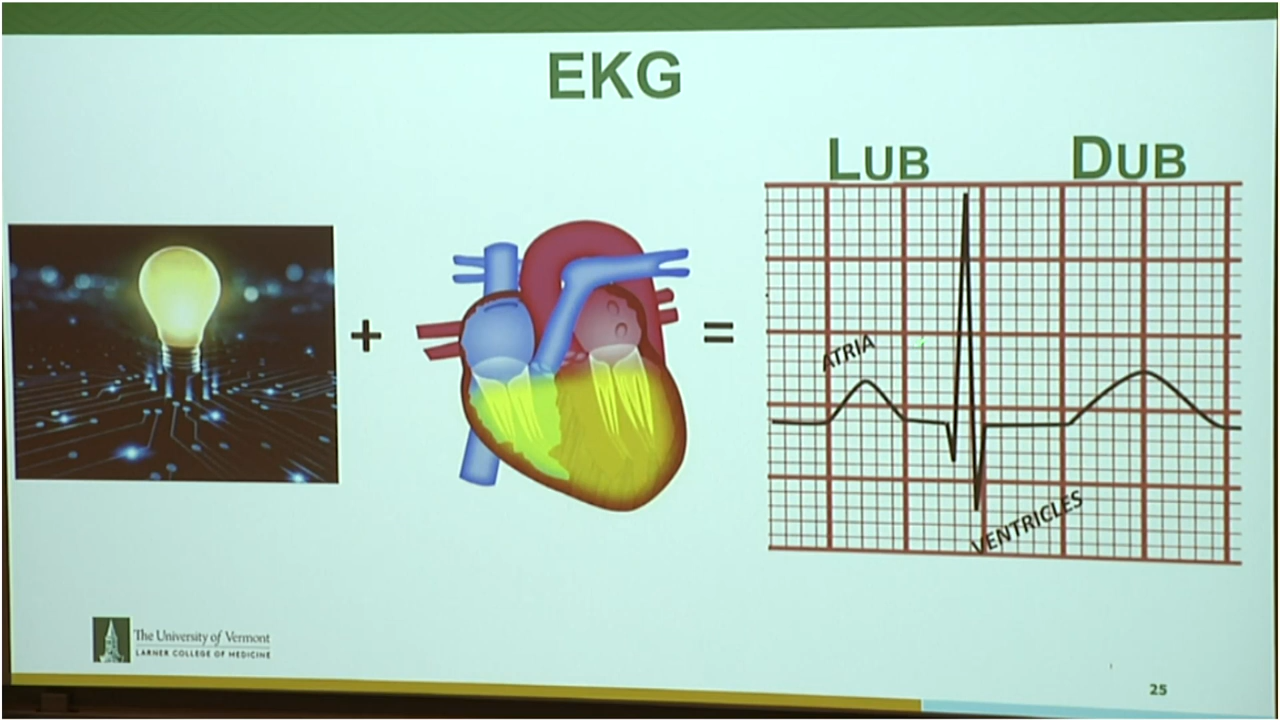 EKG
LUB DUB
+
=
ATRIA
VENTRICLES
The University of Vermont
LARNER COLLEGE OF MEDICINE
25